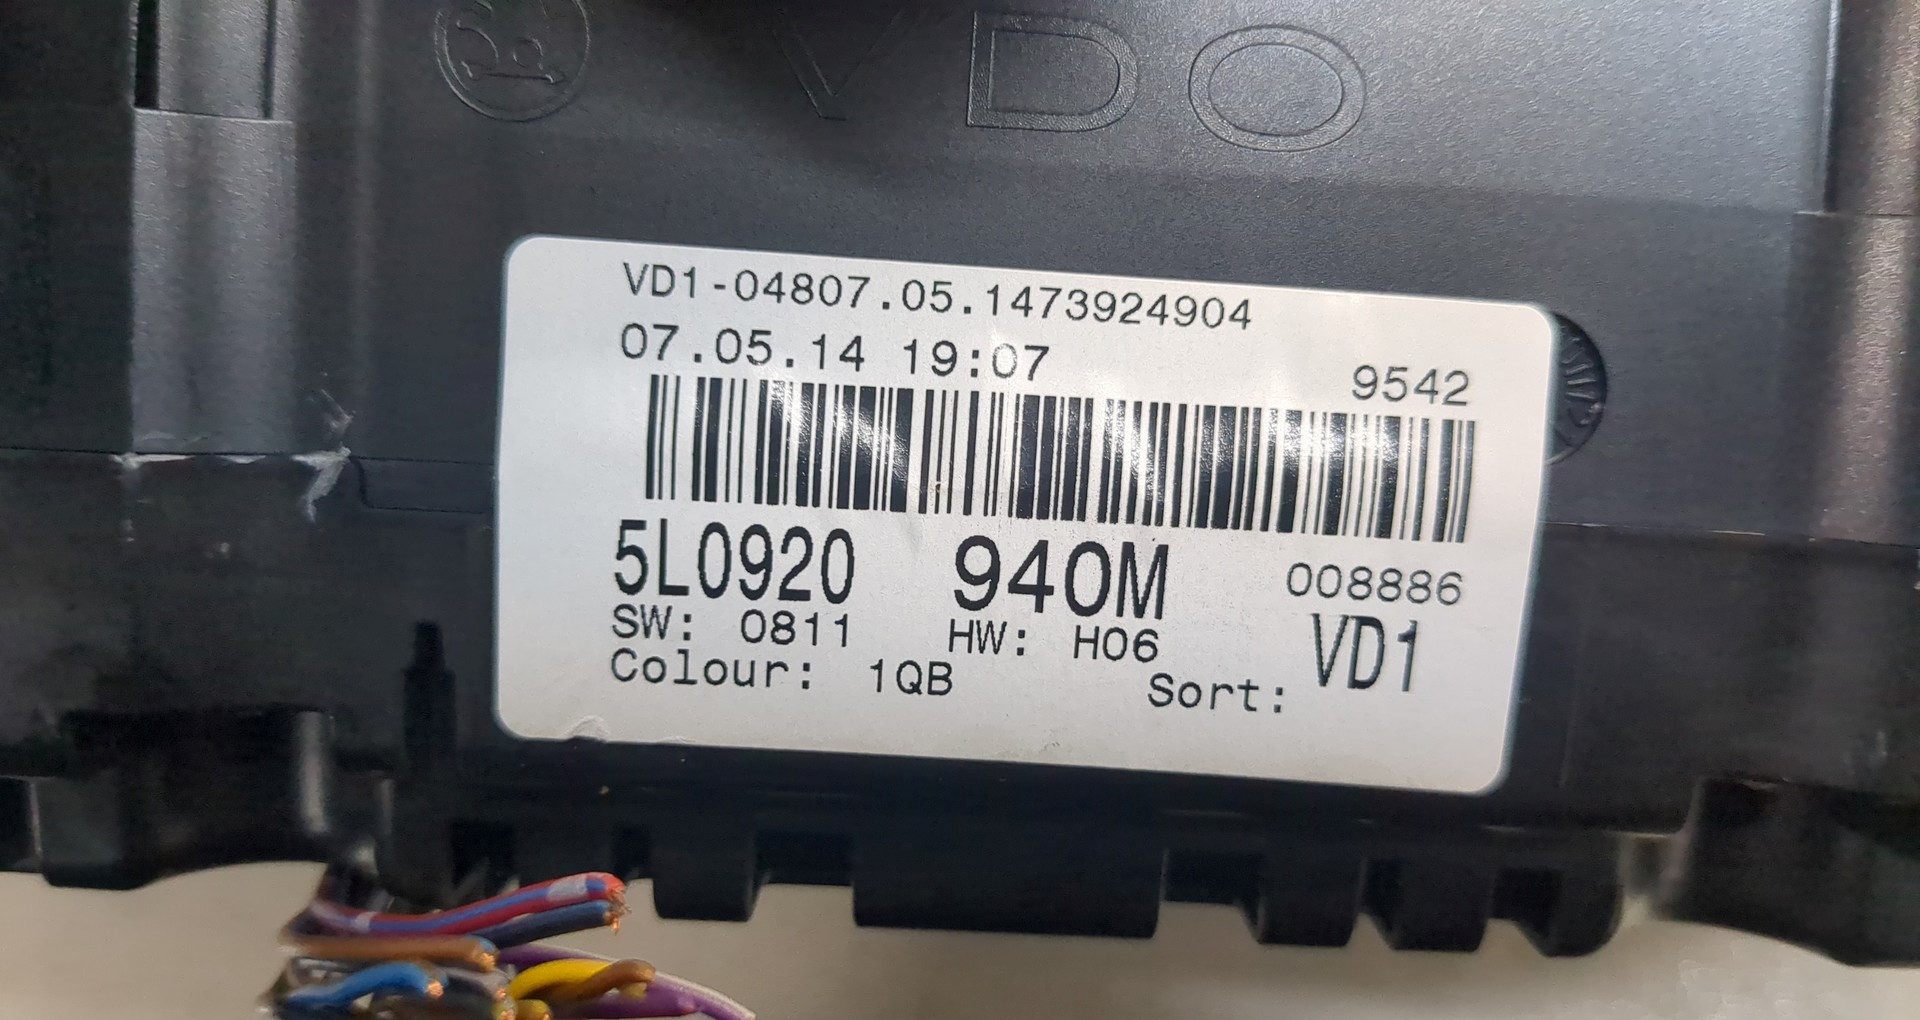 VDO
VD1-04807.05.1473924904
07.05.14 19:07
9542
5L0920 940M 008886
SW: 0811 HW: H06 VD1
Colour: 1QB Sort: